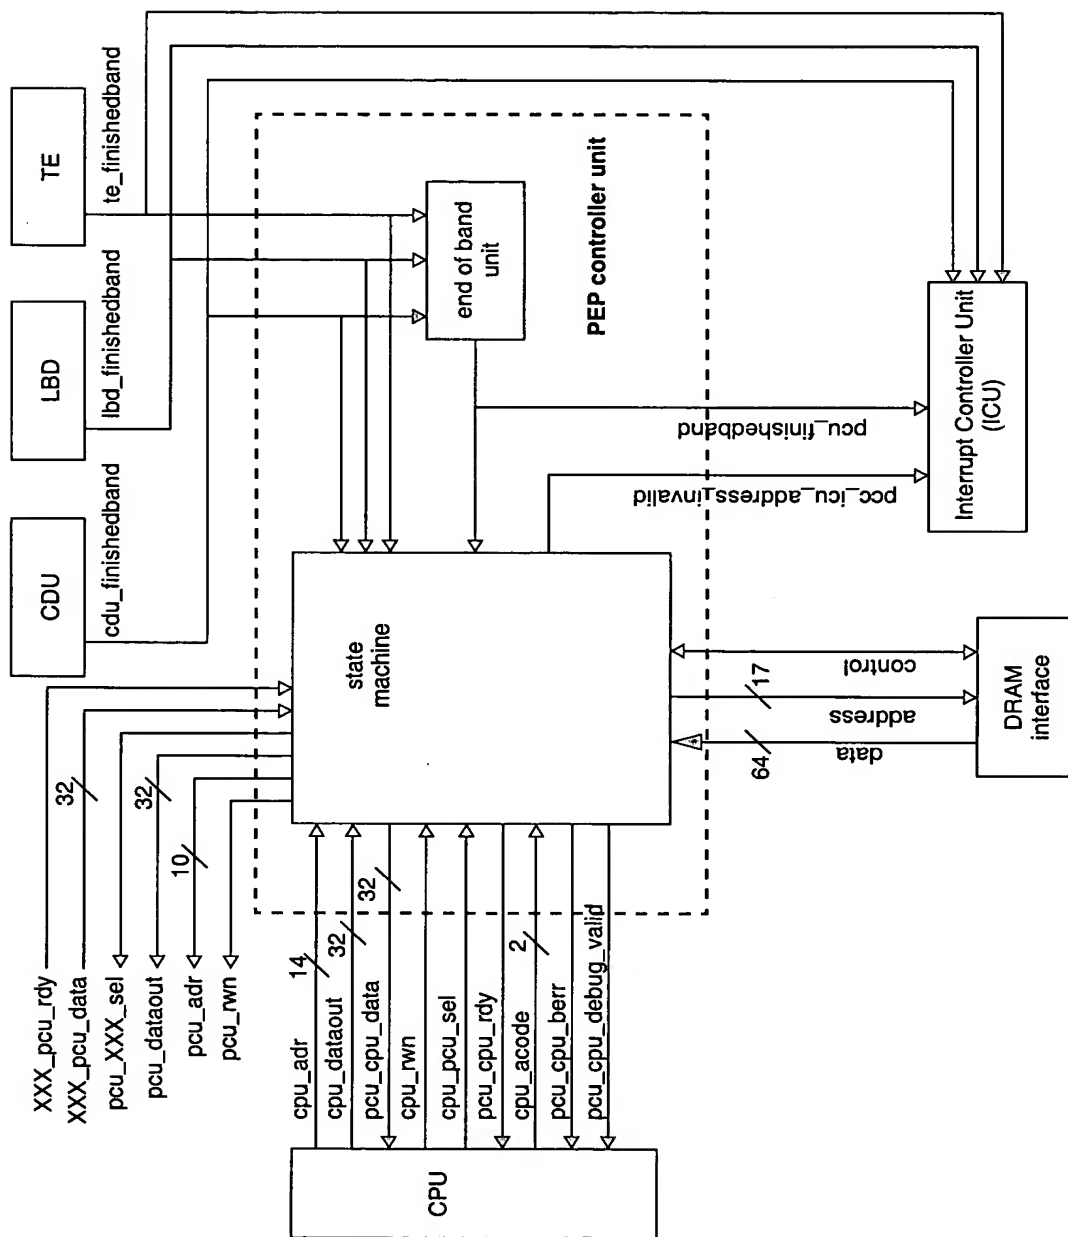 TE
te_finishedband
LBD
lbd_finishedband
CDU
cdu_finishedband
XXX_pcu_rdy
XXX_pcu_data
32
pcu_XXX_sel
pcu_dataout
32
pcu_adr
10
pcu_rwn
end of band
unit
PEP controller unit
state
machine
cpu_adr
14
cpu_dataout
32
pcu_cpu_data
32
cpu_rwn
cpu_pcu_sel
pcu_cpu_rdy
cpu_acode
2
pcu_cpu_berr
pcu_cpu_debug_valid
CPU
pcu_finishedband
pcc_icu_address_invalid
Interrupt Controller Unit
(ICU)
control
17
address
64
data
DRAM
interface